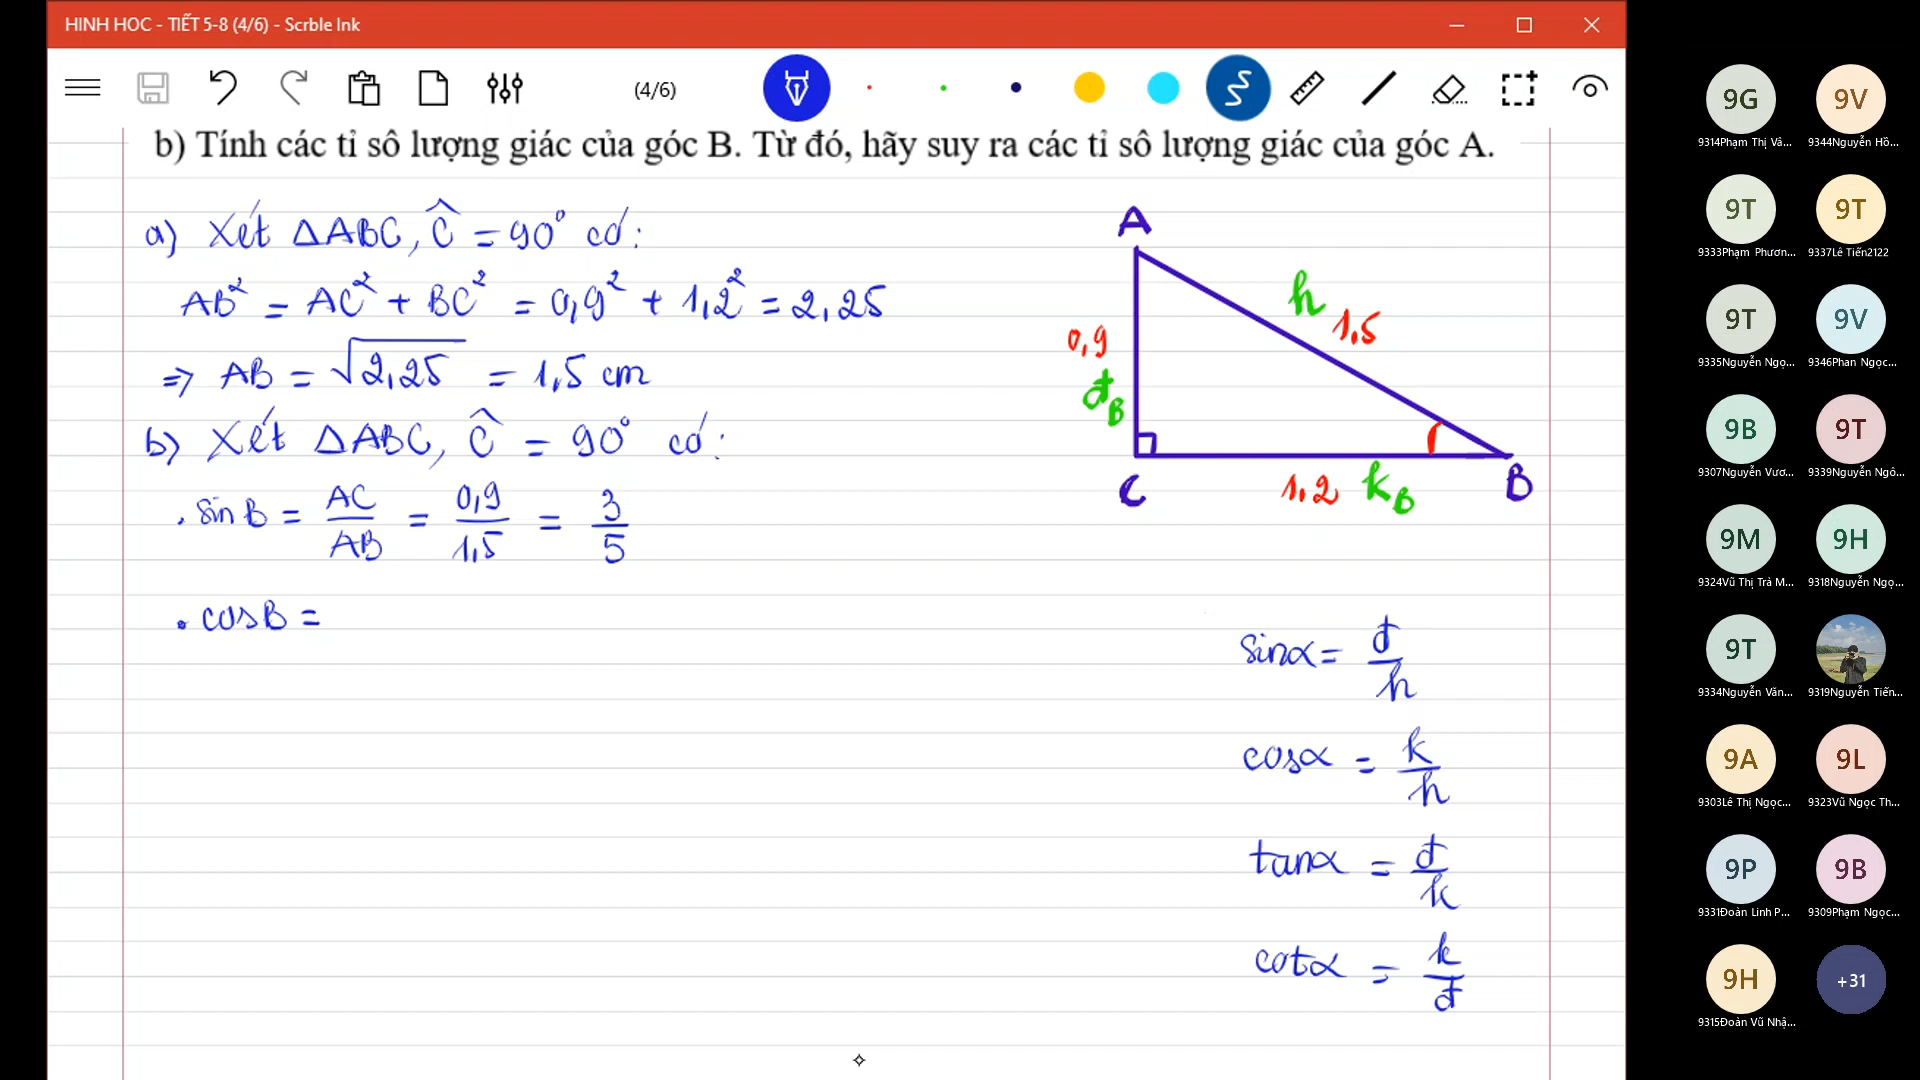 HINH HOC - TIẾT 5-8 (4/6) - Scrble Ink
(4/6)
b) Tính các tỉ sô lượng giác của góc B. Từ đó, hãy suy ra các tỉ sô lượng giác của góc A.
a) Xét ΔABC, Ĉ = 90° có:
AB² = AC² + BC² = 0,9² + 1,2² = 2,25
⇒ AB = √2,25 = 1,5 cm
b) Xét ΔABC, Ĉ = 90° có:
. sin B = AC/AB = 0,9/1,5 = 3/5
. cosB =
A
h
1,5
0,9
đB
C
1,2
kB
B
sinα = đ/h
cosα = k/h
tanα = đ/k
cotα = k/đ
9G
9V
9314Phạm Thị Vâ...
9344Nguyễn Hồ...
9T
9T
9333Phạm Phươn...
9337Lê Tiến2122
9T
9V
9335Nguyễn Ngọ...
9346Phan Ngọc...
9B
9T
9307Nguyễn Vươ...
9339Nguyễn Ngô...
9M
9H
9324Vũ Thị Trà M...
9318Nguyễn Ngọ...
9T
9334Nguyễn Văn...
9319Nguyễn Tiến...
9A
9L
9303Lê Thị Ngọc...
9323Vũ Ngọc Th...
9P
9B
9331Đoàn Linh P...
9309Phạm Ngọc...
9H
+31
9315Đoàn Vũ Nhậ...